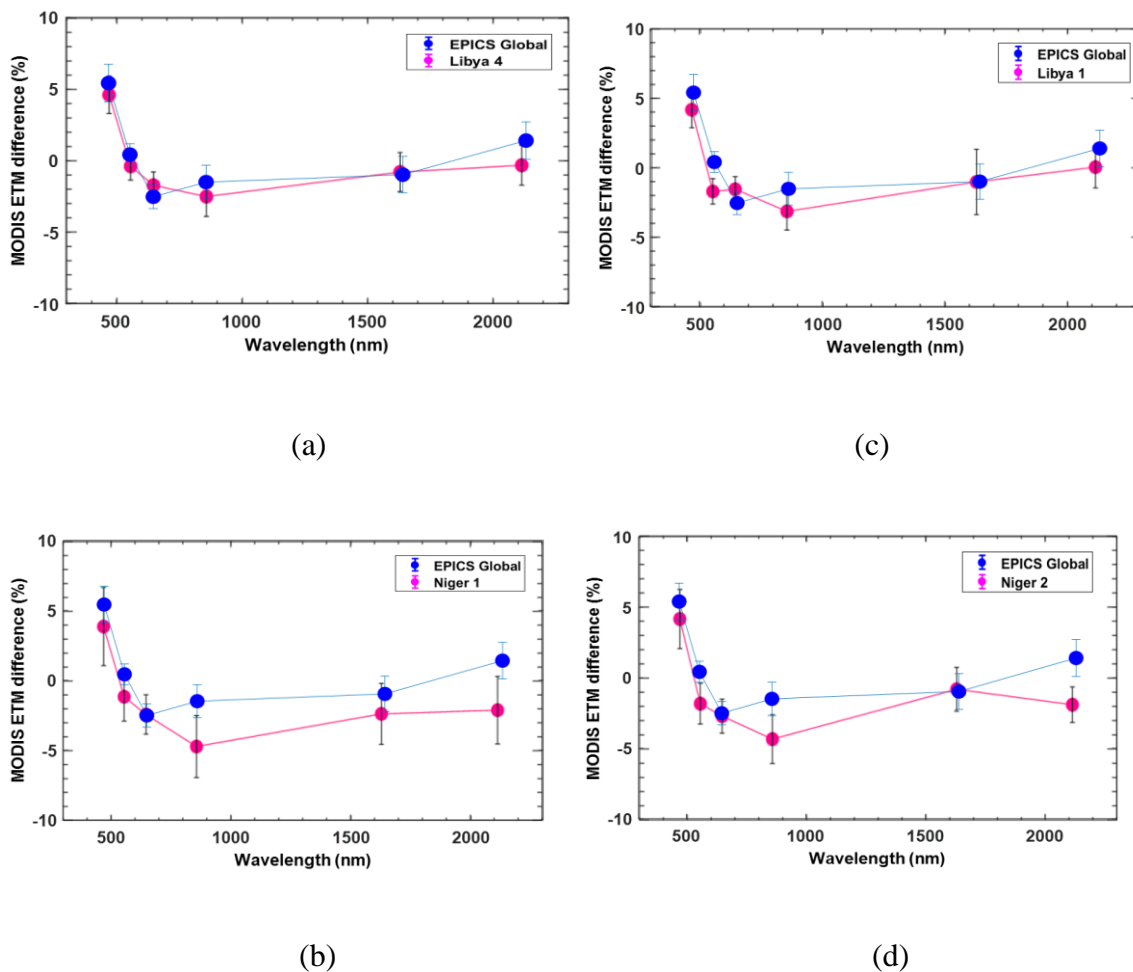 MODIS ETM difference (%)
10
5
0
-5
-10
EPICS Global
Libya 4
500
1000
1500
2000
Wavelength (nm)
(a)
MODIS ETM difference (%)
10
5
0
-5
-10
EPICS Global
Libya 1
500
1000
1500
2000
Wavelength (nm)
(c)
MODIS ETM difference (%)
10
5
0
-5
-10
EPICS Global
Niger 1
500
1000
1500
2000
Wavelength (nm)
(b)
MODIS ETM difference (%)
10
5
0
-5
-10
EPICS Global
Niger 2
500
1000
1500
2000
Wavelength (nm)
(d)